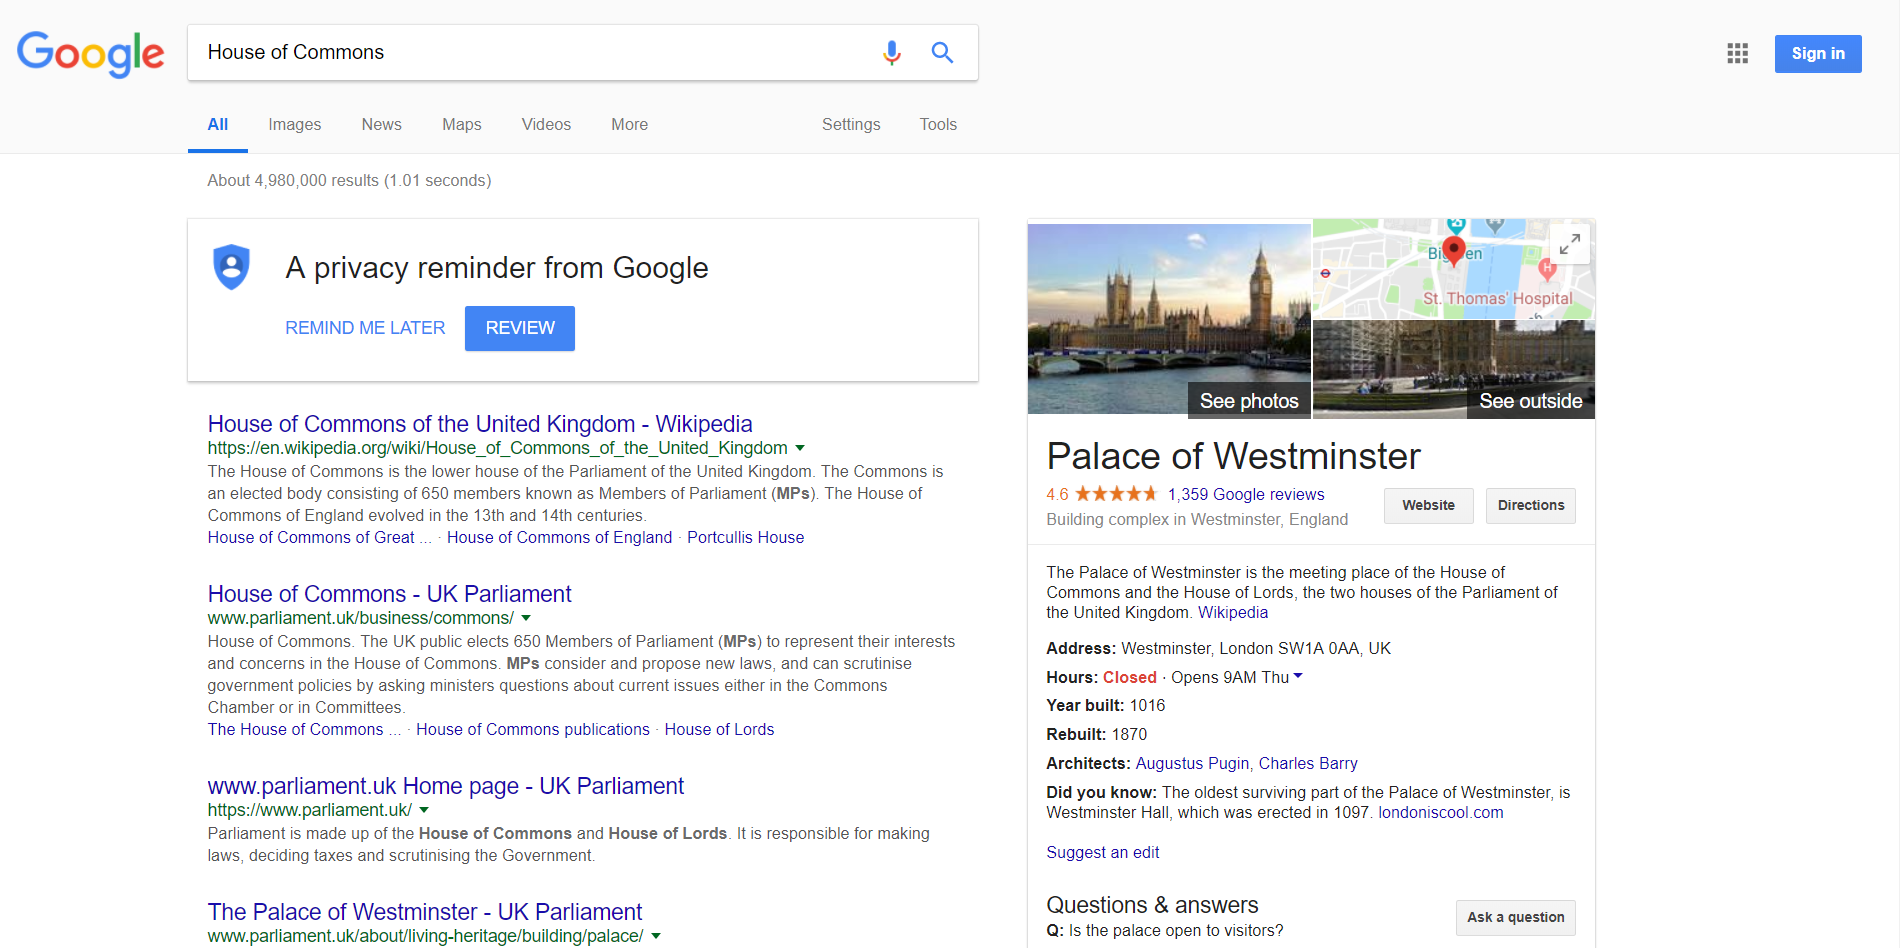 Google
House of Commons
Sign in
All
Images
News
Maps
Videos
More
Settings
Tools
About 4,980,000 results (1.01 seconds)
A privacy reminder from Google
REMIND ME LATER
REVIEW
House of Commons of the United Kingdom - Wikipedia
https://en.wikipedia.org/wiki/House_of_Commons_of_the_United_Kingdom
The House of Commons is the lower house of the Parliament of the United Kingdom. The Commons is
an elected body consisting of 650 members known as Members of Parliament (MPs). The House of
Commons of England evolved in the 13th and 14th centuries.
House of Commons of Great ... · House of Commons of England · Portcullis House
House of Commons - UK Parliament
www.parliament.uk/business/commons/
House of Commons. The UK public elects 650 Members of Parliament (MPs) to represent their interests
and concerns in the House of Commons. MPs consider and propose new laws, and can scrutinise
government policies by asking ministers questions about current issues either in the Commons
Chamber or in Committees.
The House of Commons ... · House of Commons publications · House of Lords
www.parliament.uk Home page - UK Parliament
https://www.parliament.uk/
Parliament is made up of the House of Commons and House of Lords. It is responsible for making
laws, deciding taxes and scrutinising the Government.
The Palace of Westminster - UK Parliament
www.parliament.uk/about/living-heritage/building/palace/
See photos
St. Thomas' Hospital
H
See outside
Palace of Westminster
4.6 1,359 Google reviews
Building complex in Westminster, England
Website
Directions
The Palace of Westminster is the meeting place of the House of
Commons and the House of Lords, the two houses of the Parliament of
the United Kingdom. Wikipedia
Address: Westminster, London SW1A 0AA, UK
Hours: Closed · Opens 9AM Thu
Year built: 1016
Rebuilt: 1870
Architects: Augustus Pugin, Charles Barry
Did you know: The oldest surviving part of the Palace of Westminster, is
Westminster Hall, which was erected in 1097. londoniscool.com
Suggest an edit
Questions & answers
Ask a question
Q: Is the palace open to visitors?